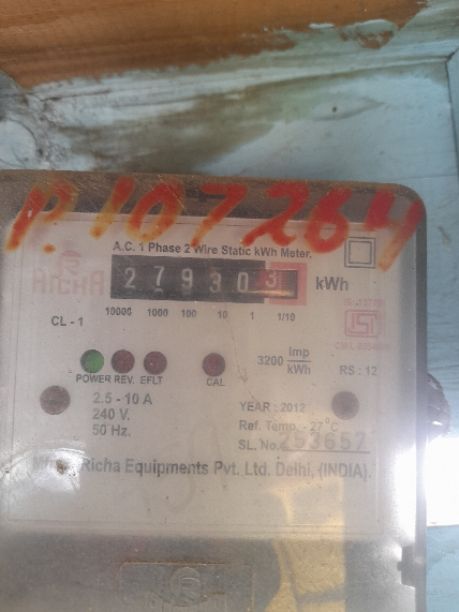 P. 107264
A.C. 1 Phase 2 Wire Static kWh Meter.
RICHA
279303 kWh
CL - 1
10000 1000 100 10 1 1/10
ISI
3200 Imp/kWh
RS : 12
POWER REV. EFLT CAL
2.5 - 10 A
240 V.
50 Hz.
YEAR : 2012
Ref. Temp. - 27°C
SL. No. 253657
Richa Equipments Pvt. Ltd. Delhi, (INDIA).